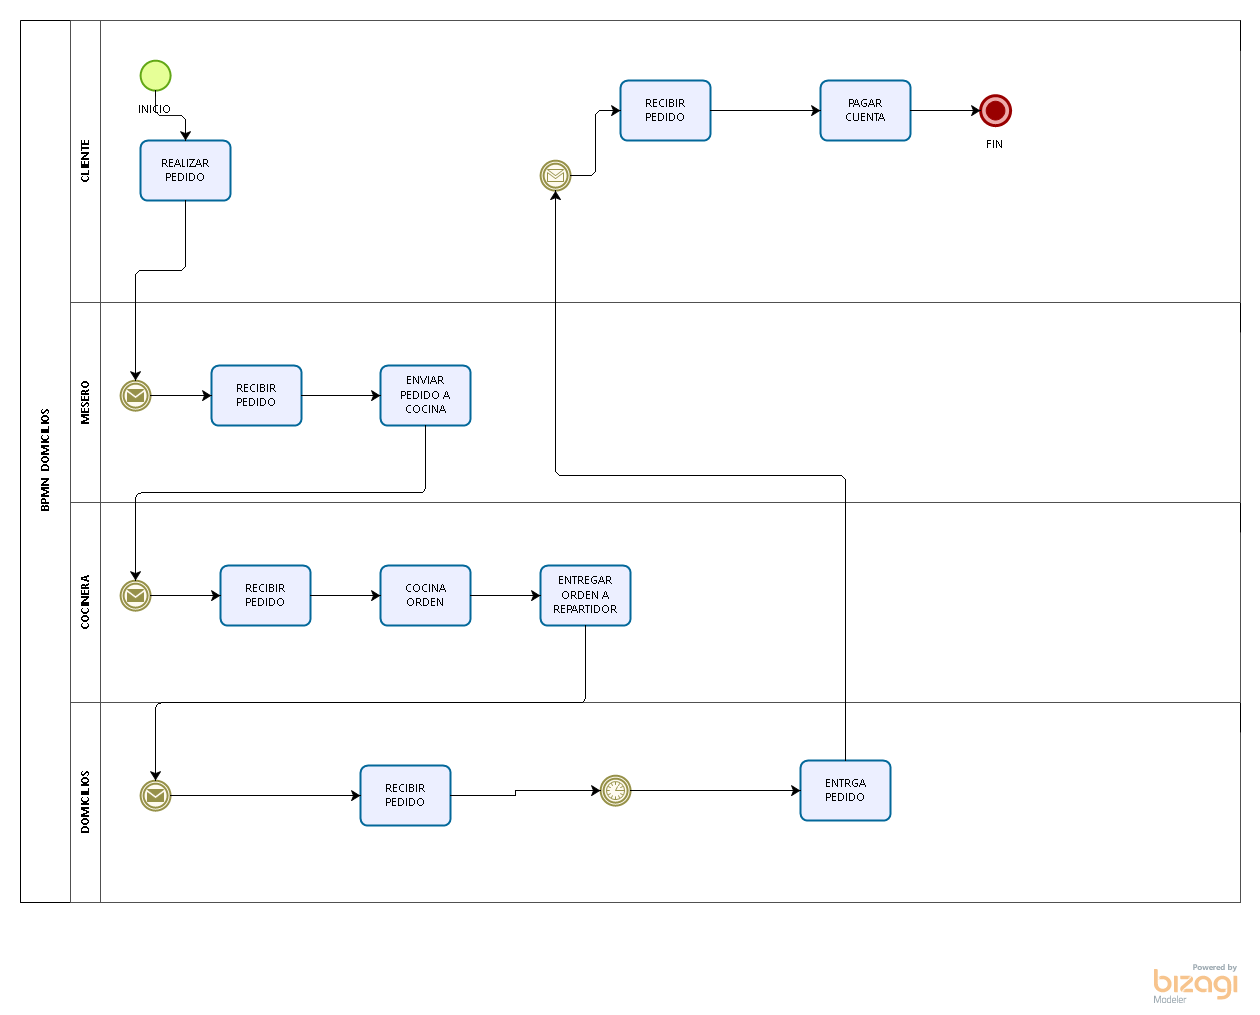 BPMN DOMICILIOS
CLIENTE
INICIO
REALIZAR
PEDIDO
RECIBIR
PEDIDO
PAGAR
CUENTA
FIN
MESERO
RECIBIR
PEDIDO
ENVIAR
PEDIDO A
COCINA
COCINERA
RECIBIR
PEDIDO
COCINA
ORDEN
ENTREGAR
ORDEN A
REPARTIDOR
DOMICILIOS
RECIBIR
PEDIDO
ENTRGA
PEDIDO
Powered by
bizagi
Modeler